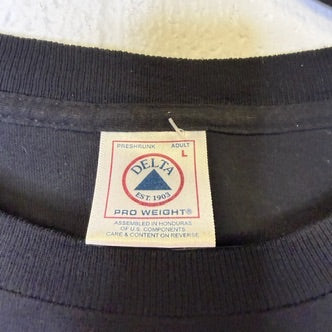 PRESHRUNK ADULT
L
DELTA
EST. 1903
PRO WEIGHT®
ASSEMBLED IN HONDURAS
OF U.S. COMPONENTS
CARE & CONTENT ON REVERSE